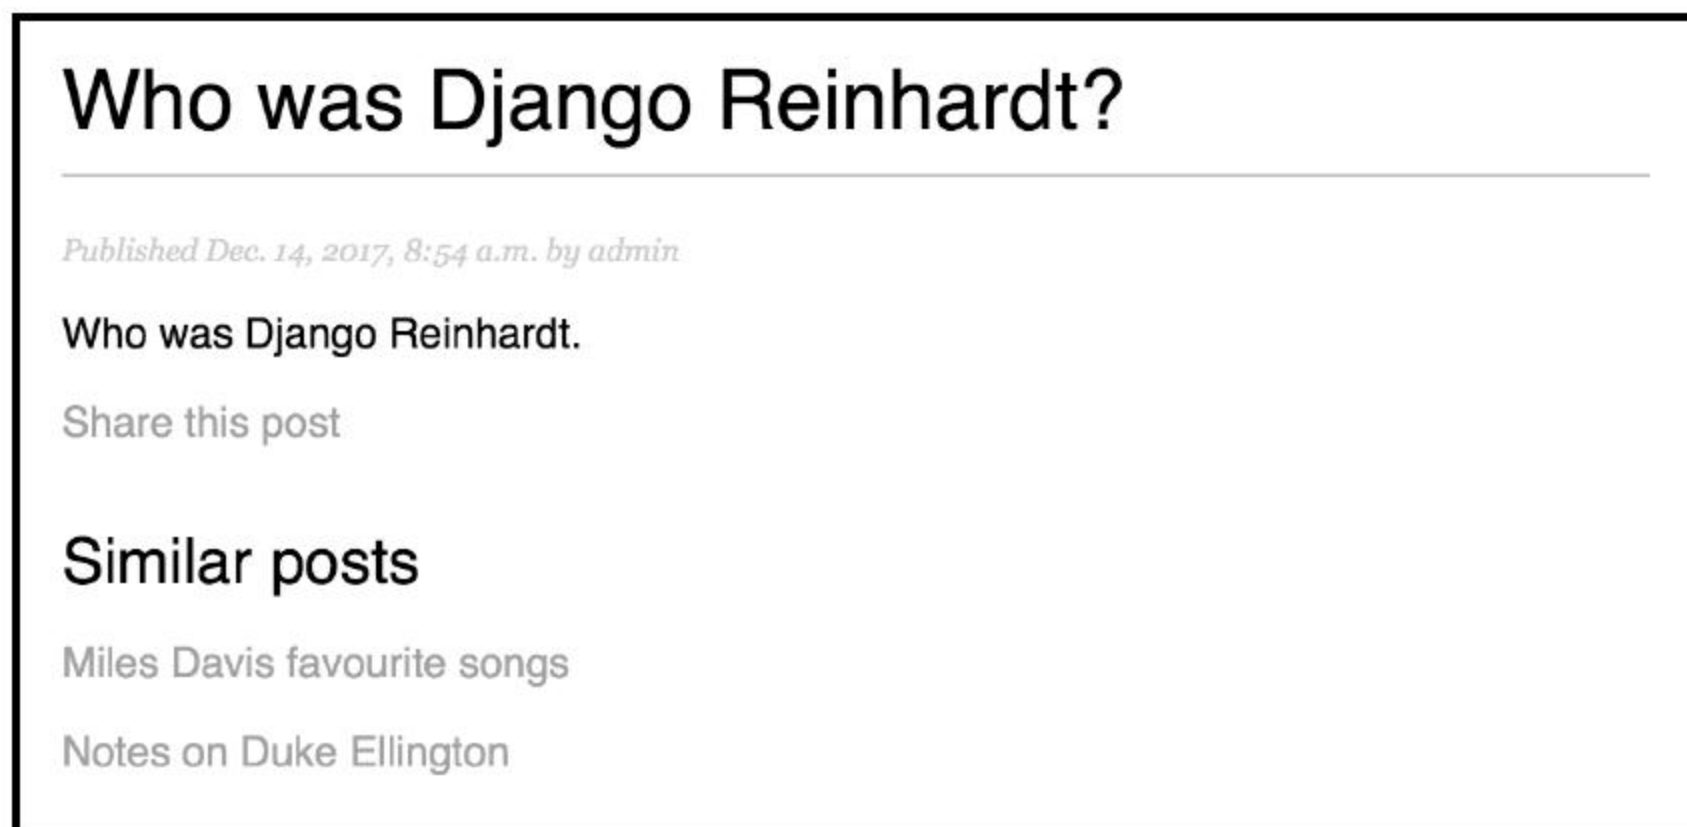 Who was Django Reinhardt?
Published Dec. 14, 2017, 8:54 a.m. by admin
Who was Django Reinhardt.
Share this post
Similar posts
Miles Davis favourite songs
Notes on Duke Ellington